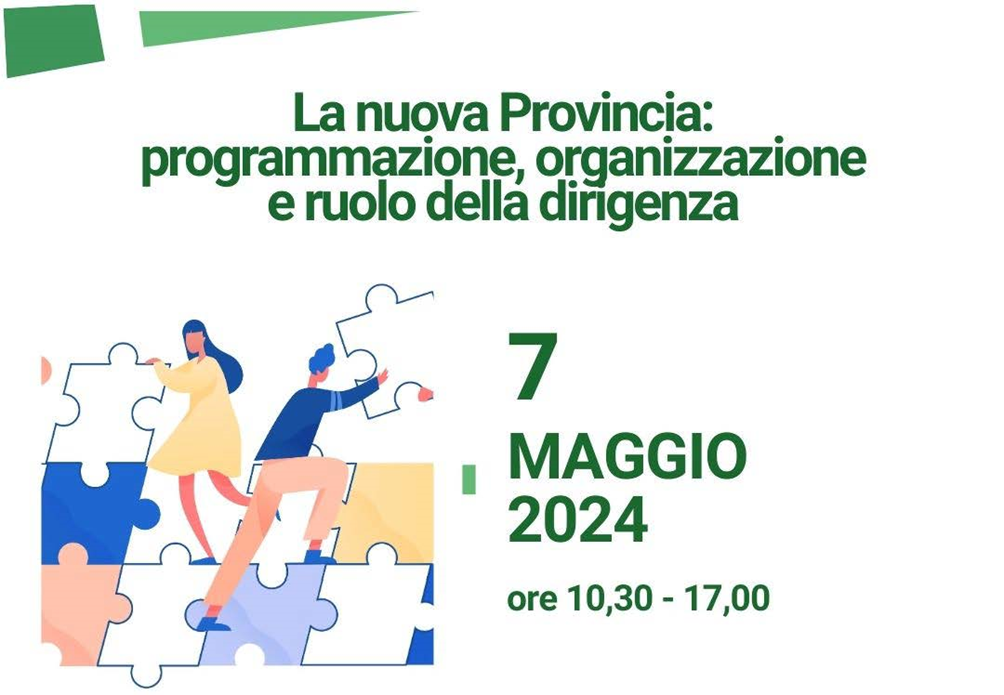 La nuova Provincia:
programmazione, organizzazione
e ruolo della dirigenza
7
MAGGIO
2024
ore 10,30 - 17,00